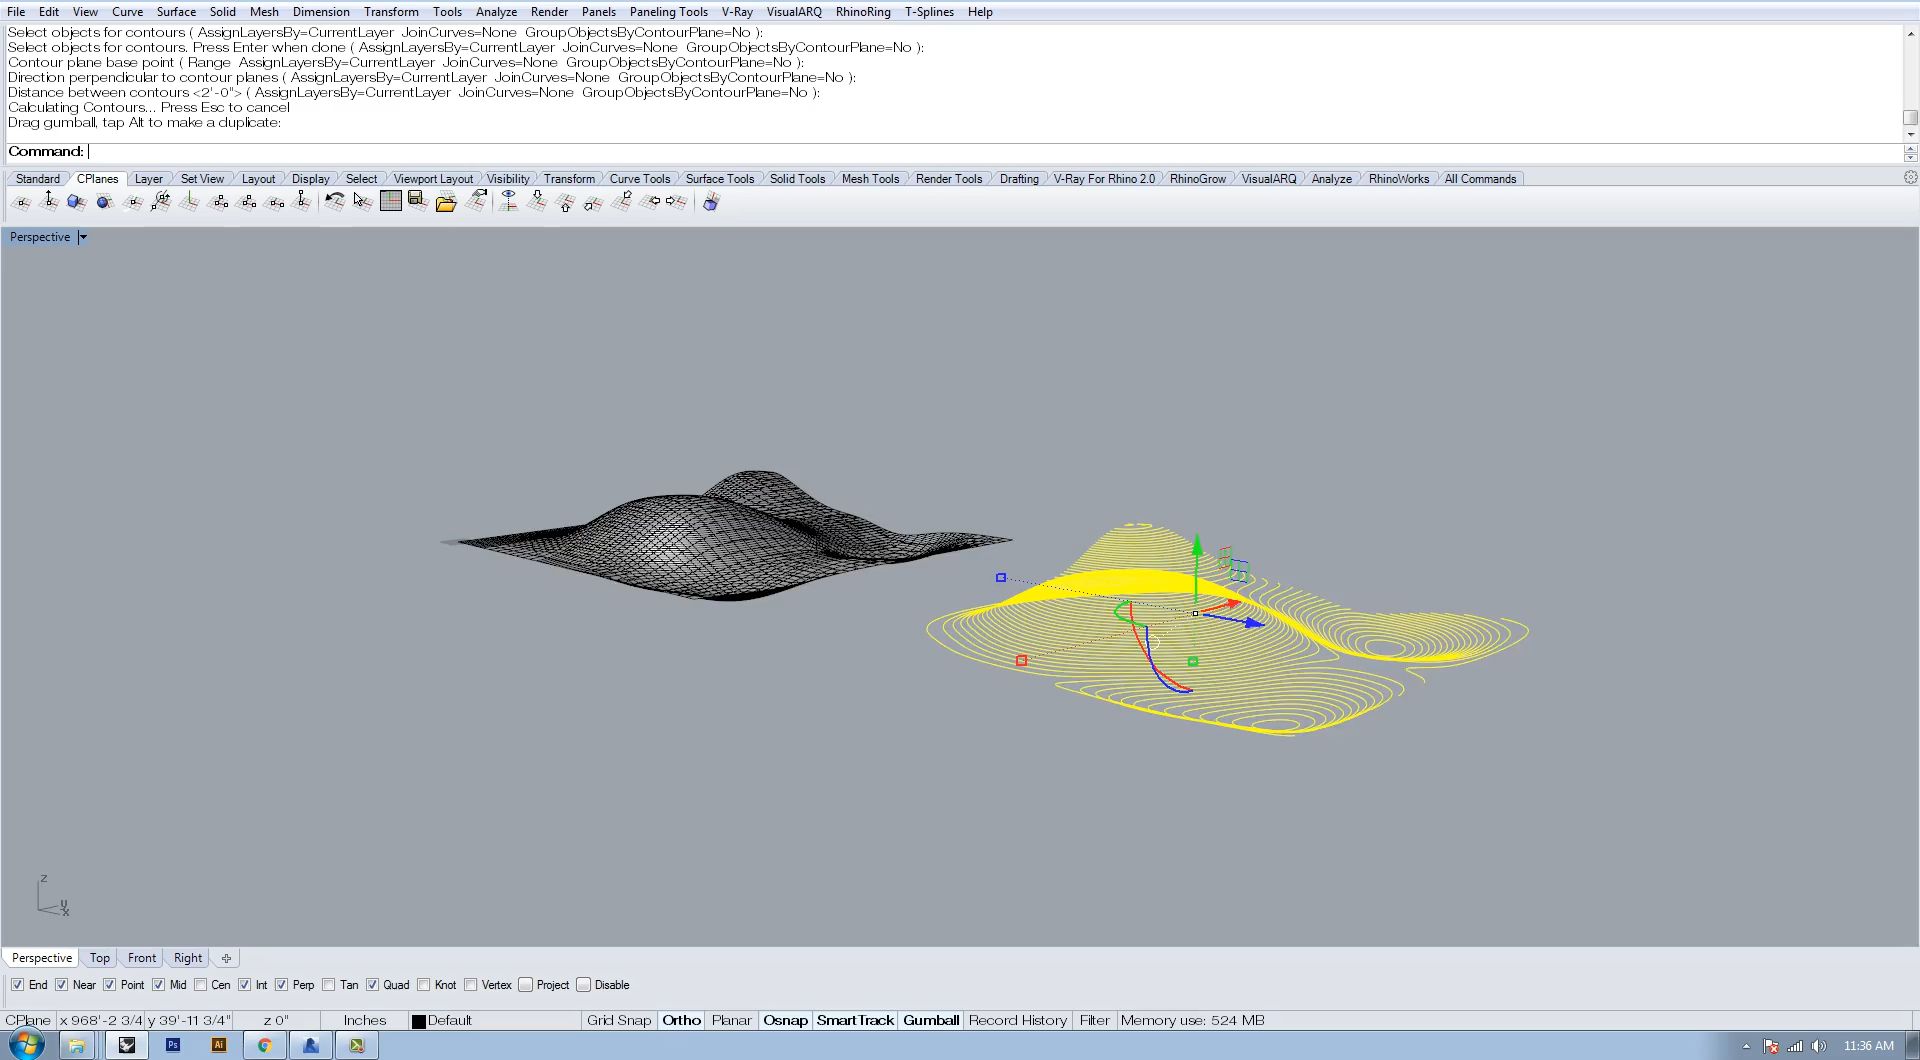 File Edit View Curve Surface Solid Mesh Dimension Transform Tools Analyze Render Panels Paneling Tools V-Ray VisualARQ RhinoRing T-Splines Help
Select objects for contours ( AssignLayersBy=CurrentLayer JoinCurves=None GroupObjectsByContourPlane=No ):
Select objects for contours. Press Enter when done ( AssignLayersBy=CurrentLayer JoinCurves=None GroupObjectsByContourPlane=No ):
Contour plane base point ( Range AssignLayersBy=CurrentLayer JoinCurves=None GroupObjectsByContourPlane=No ):
Direction perpendicular to contour planes ( AssignLayersBy=CurrentLayer JoinCurves=None GroupObjectsByContourPlane=No ):
Distance between contours <2'-0"> ( AssignLayersBy=CurrentLayer JoinCurves=None GroupObjectsByContourPlane=No ):
Calculating Contours... Press Esc to cancel
Drag gumball, tap Alt to make a duplicate:
Command:
Standard CPlanes Layer Set View Layout Display Select Viewport Layout Visibility Transform Curve Tools Surface Tools Solid Tools Mesh Tools Render Tools Drafting V-Ray For Rhino 2.0 RhinoGrow VisualARQ Analyze RhinoWorks All Commands
Perspective
z
y
x
Perspective Top Front Right
End Near Point Mid Cen Int Perp Tan Quad Knot Vertex Project Disable
CPlane x 968'-2 3/4 y 39'-11 3/4" z 0" Inches Default Grid Snap Ortho Planar Osnap SmartTrack Gumball Record History Filter Memory use: 524 MB
Ps Ai 11:36 AM